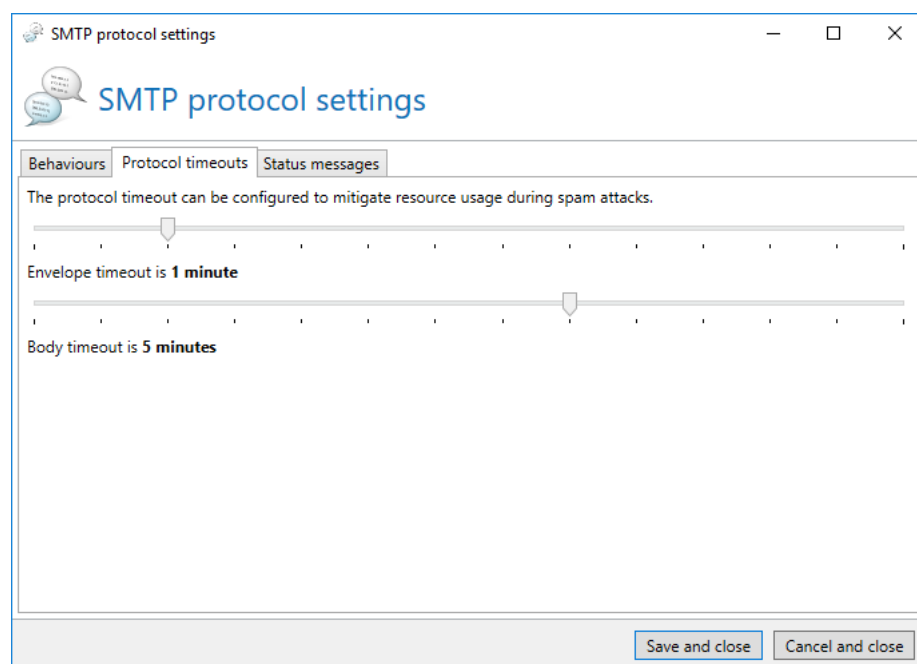 SMTP protocol settings
SMTP protocol settings
Behaviours Protocol timeouts Status messages
The protocol timeout can be configured to mitigate resource usage during spam attacks.
Envelope timeout is 1 minute
Body timeout is 5 minutes
Save and close Cancel and close